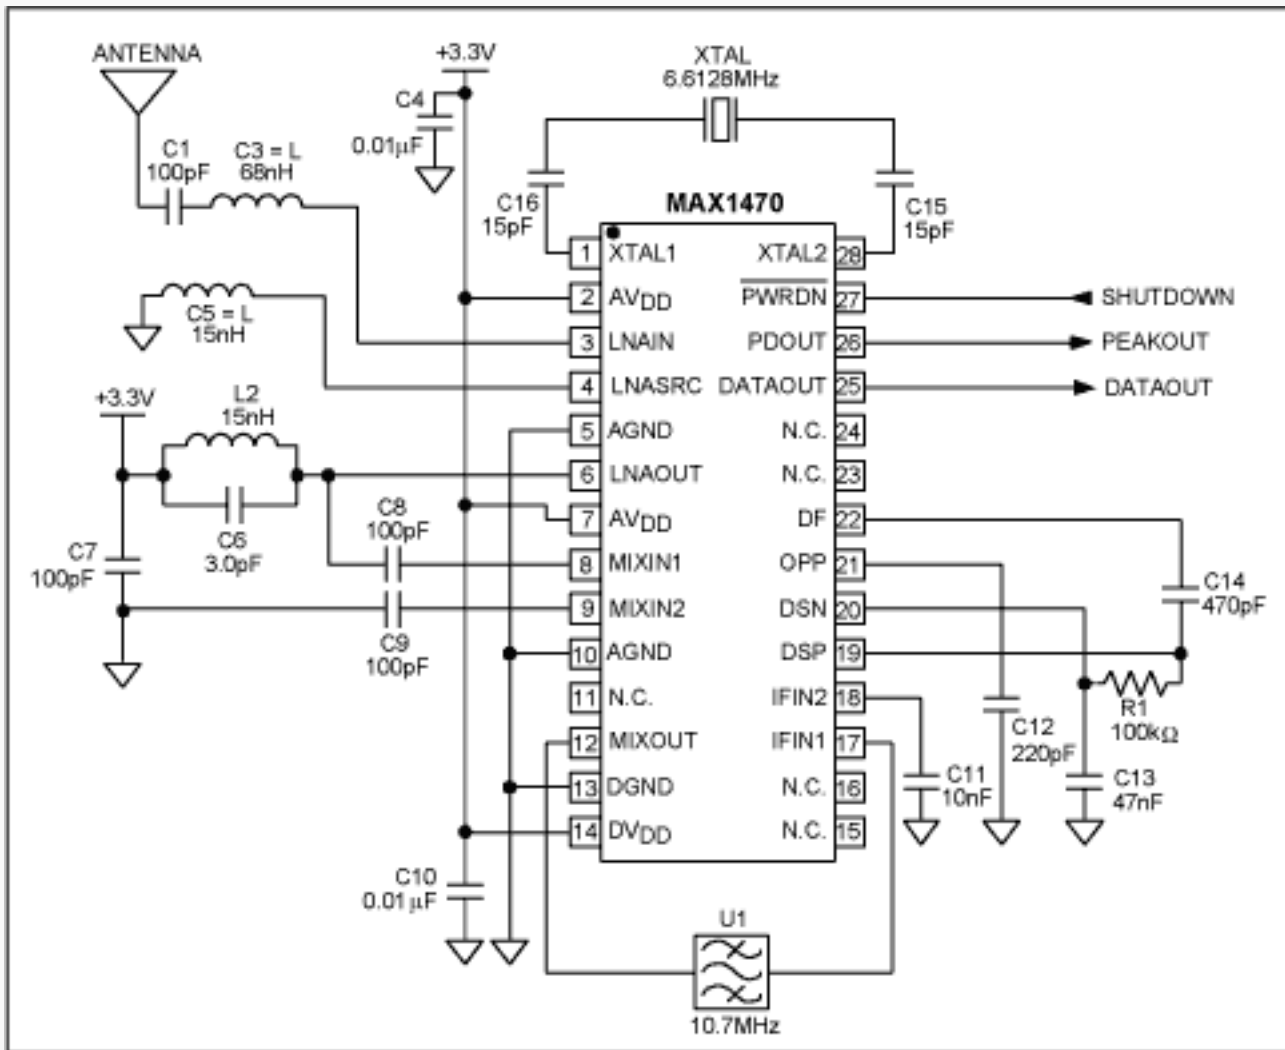 ANTENNA
+3.3V
XTAL
6.6128MHz
C4
0.01µF
C1
100pF
C3 = L
68nH
C16
15pF
MAX1470
C15
15pF
1 XTAL1
XTAL2 28
2 AVDD
PWRDN 27
SHUTDOWN
C5 = L
15nH
3 LNAIN
PDOUT 26
PEAKOUT
4 LNASRC
DATAOUT 25
DATAOUT
+3.3V
L2
15nH
5 AGND
N.C. 24
6 LNAOUT
N.C. 23
C8
100pF
7 AVDD
DF 22
C6
3.0pF
C7
100pF
8 MIXIN1
OPP 21
C14
470pF
9 MIXIN2
DSN 20
C9
100pF
10 AGND
DSP 19
11 N.C.
IFIN2 18
R1
100kΩ
C12
220pF
12 MIXOUT
IFIN1 17
C11
10nF
C13
47nF
13 DGND
N.C. 16
14 DVDD
N.C. 15
C10
0.01µF
U1
10.7MHz